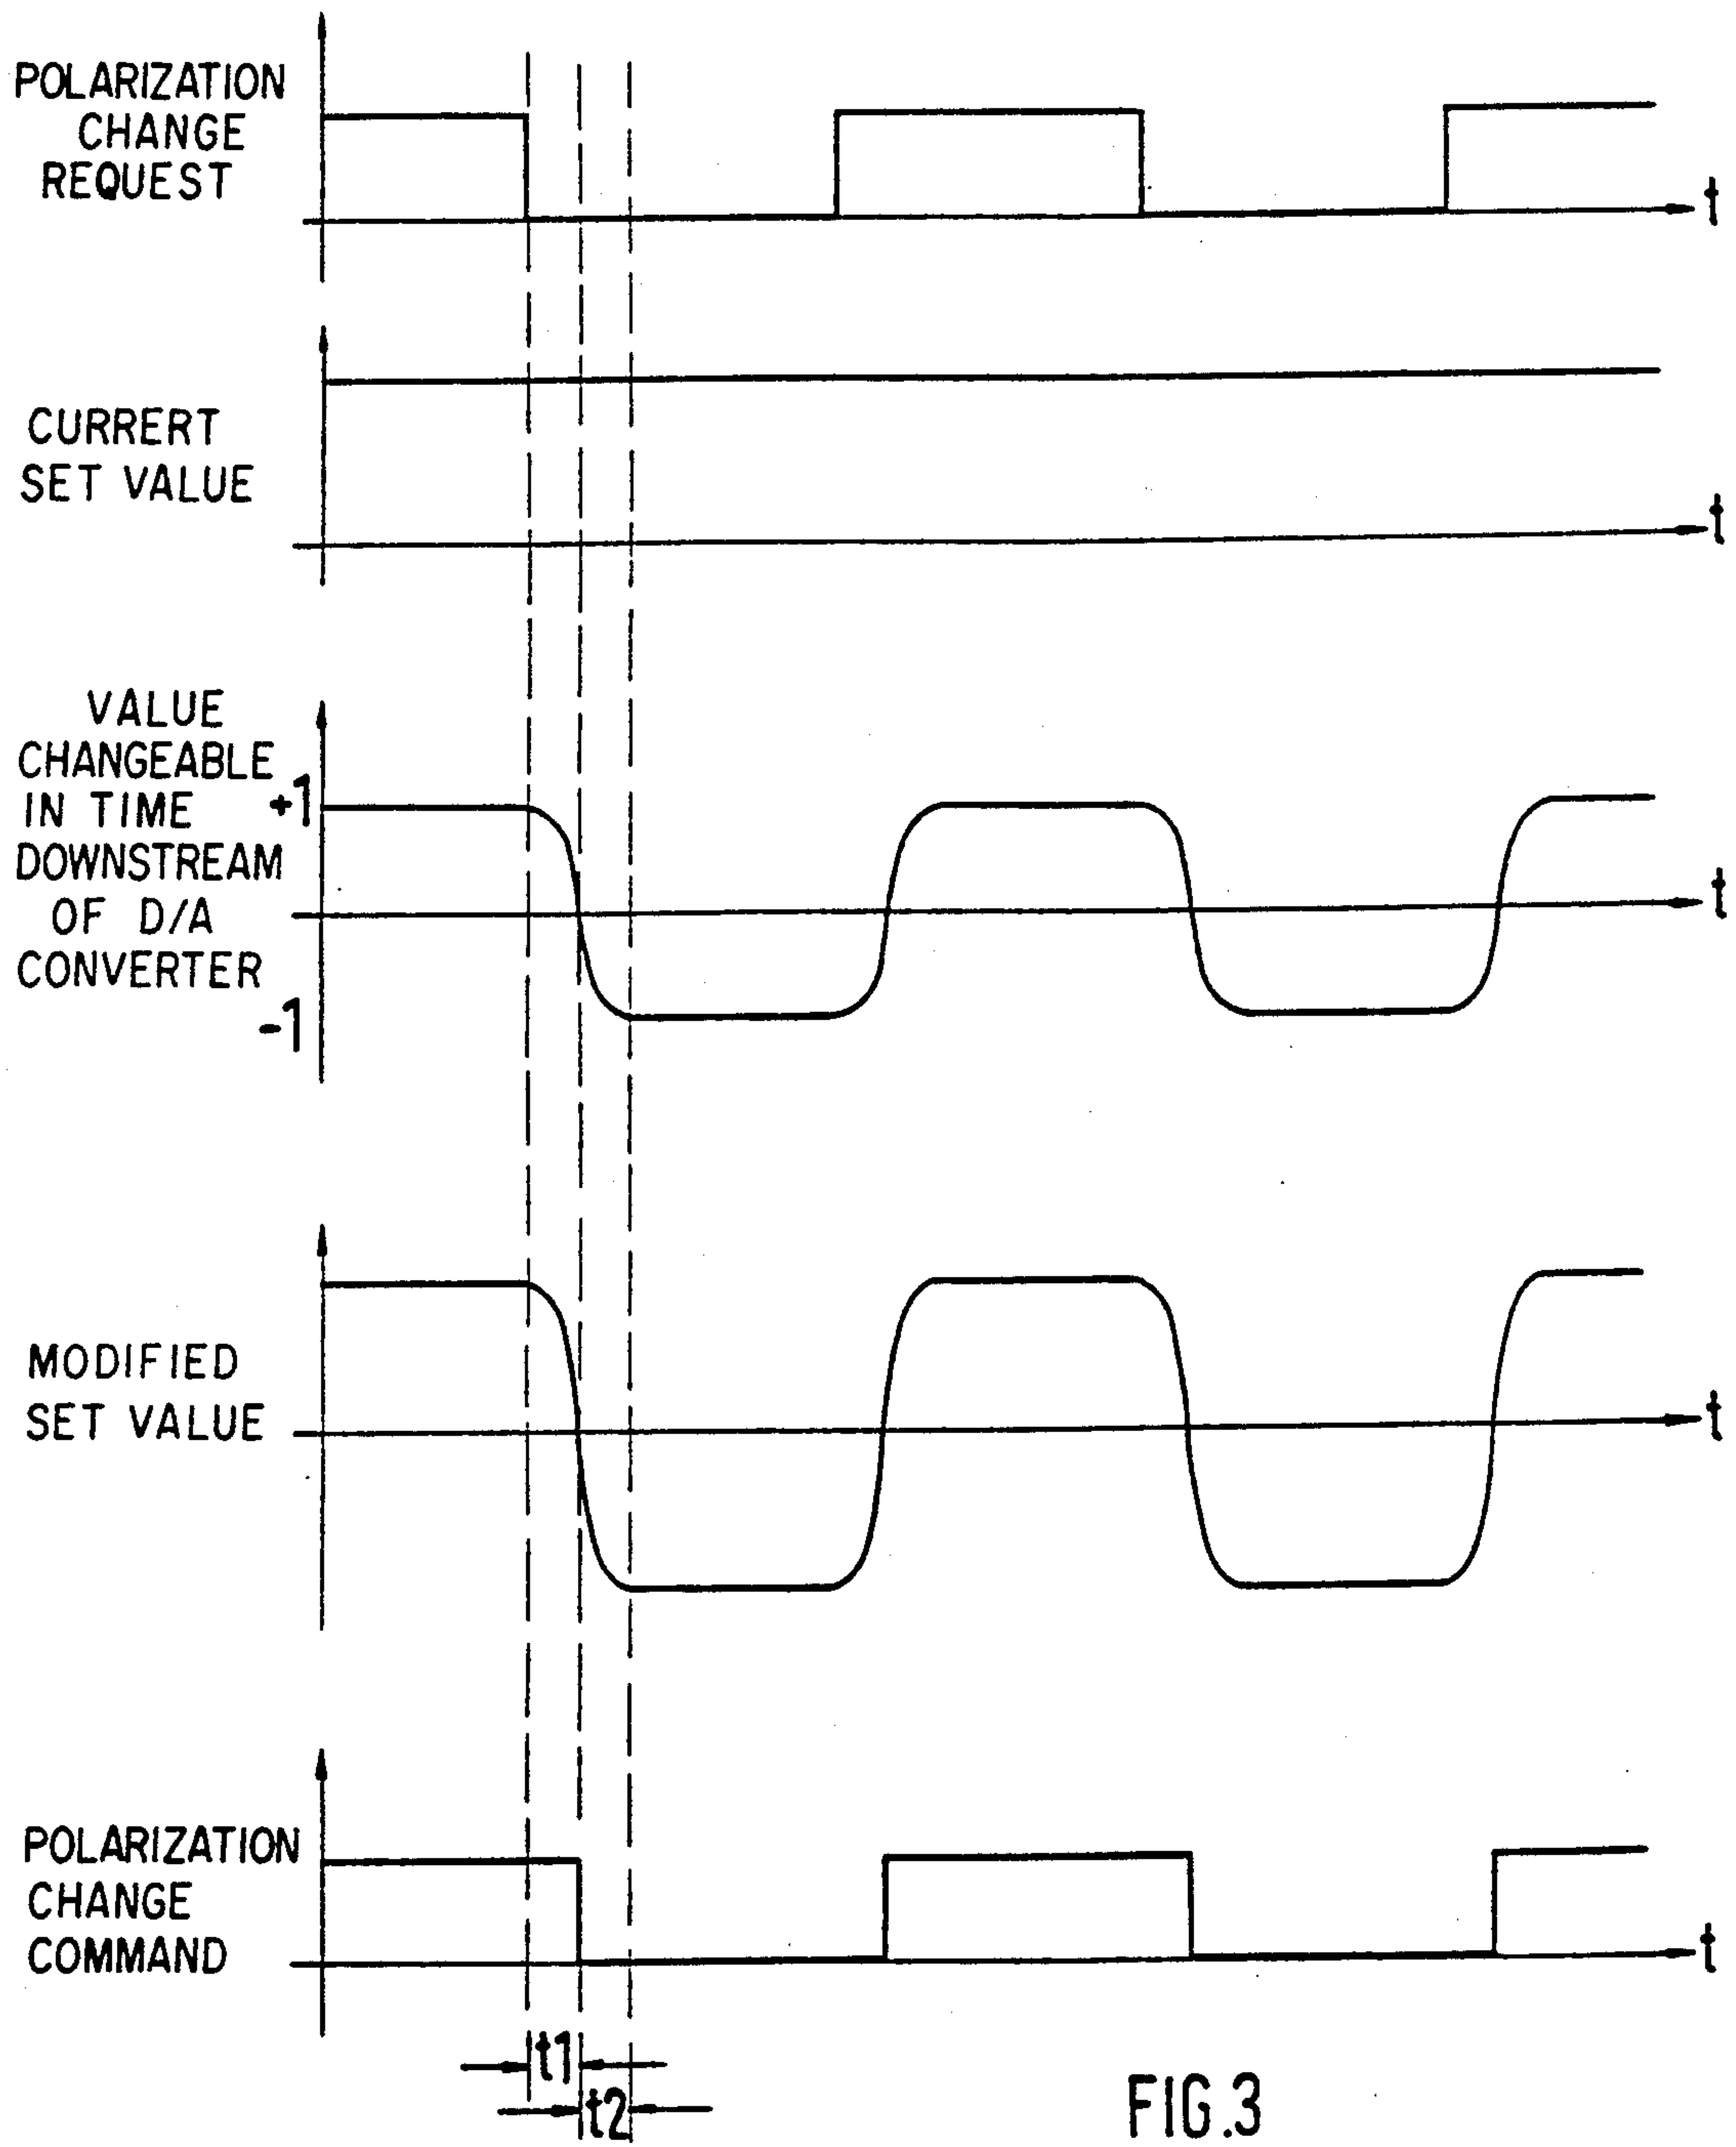 POLARIZATION
CHANGE
REQUEST
t
CURRERT
SET VALUE
t
VALUE
CHANGEABLE
IN TIME
+1
DOWNSTREAM
OF D/A
t
CONVERTER
-1
MODIFIED
SET VALUE
t
POLARIZATION
CHANGE
COMMAND
t
t1
t2
FIG.3